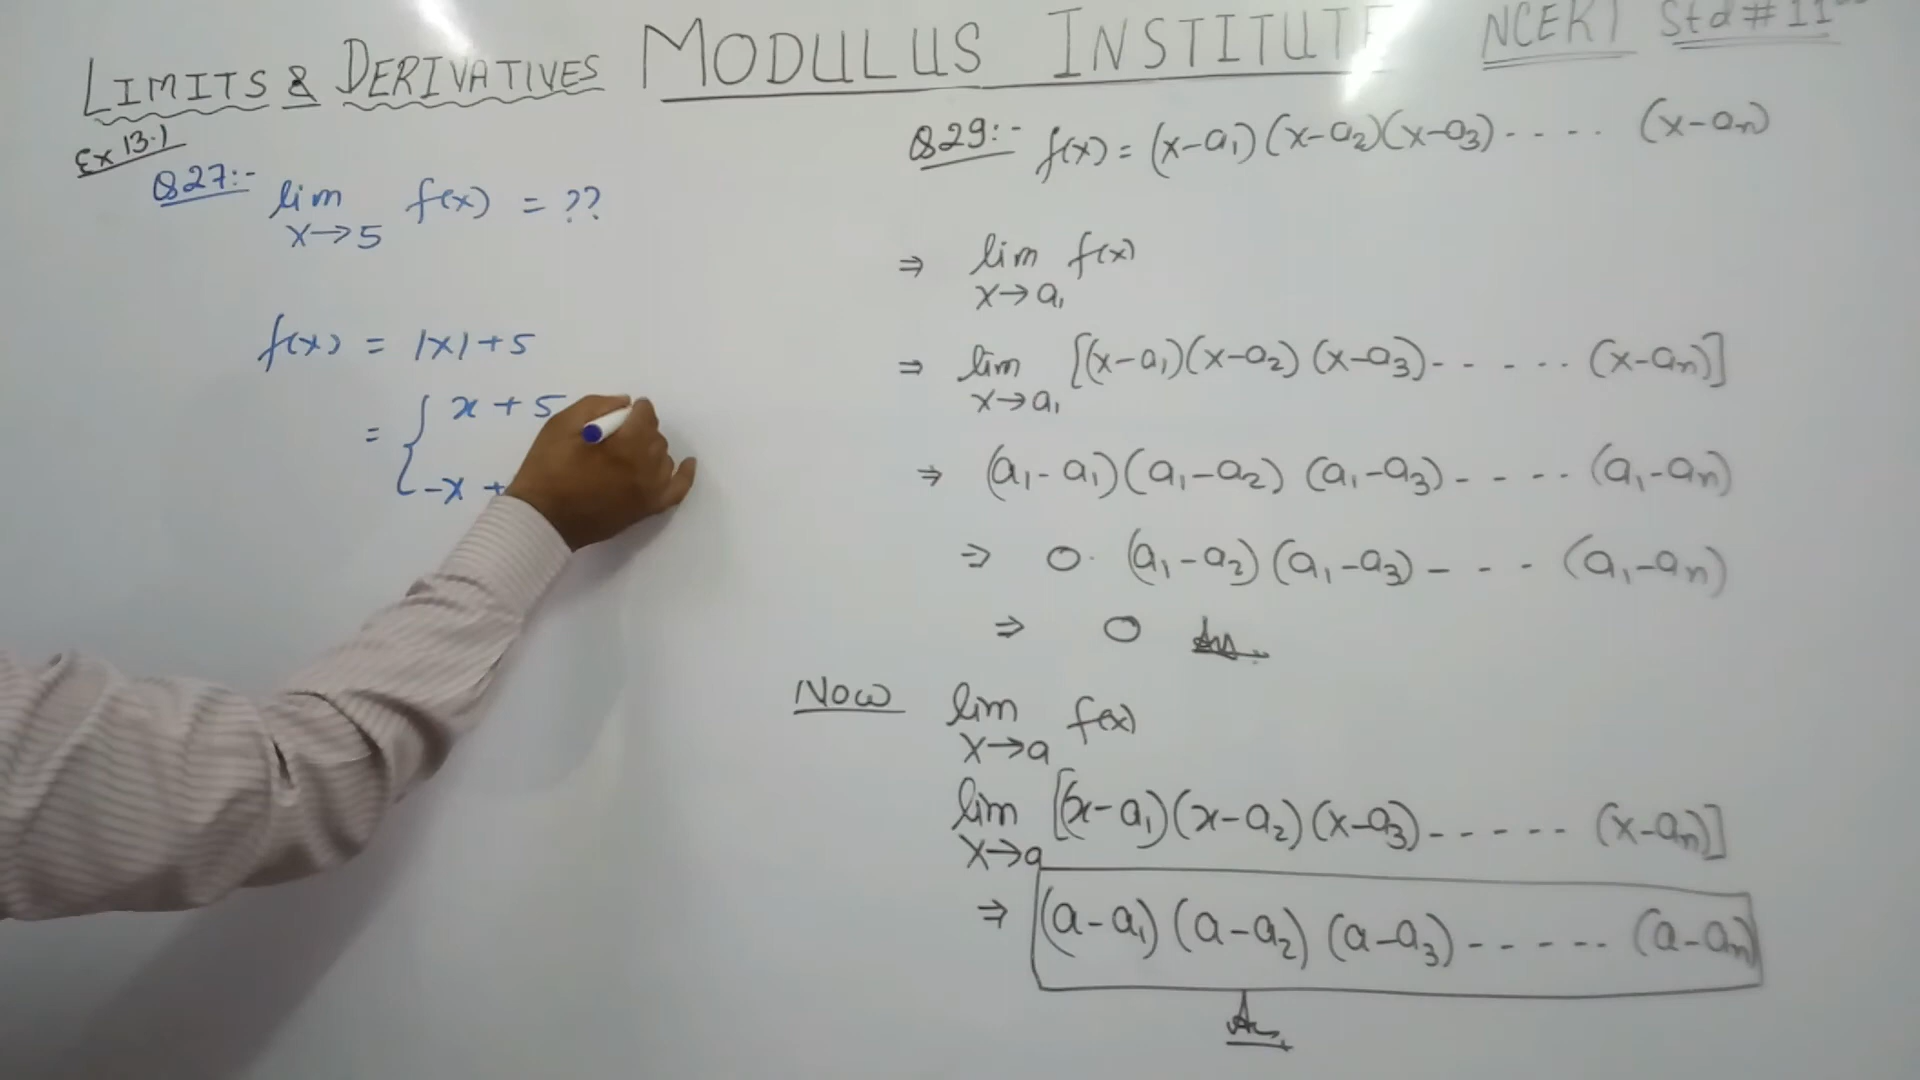 LIMITS & DERIVATIVES MODULUS INSTITUTE NCERT Std # 11
Ex 13.1
Q27:- lim f(x) = ??
x→5
f(x) = |x|+5
= { x + 5
-x +
Q29:- f(x) = (x-a₁)(x-a₂)(x-a₃)- - - - - (x-aₙ)
⇒ lim f(x)
x→a₁
⇒ lim [(x-a₁)(x-a₂)(x-a₃)- - - - - - (x-aₙ)]
x→a₁
⇒ (a₁-a₁)(a₁-a₂)(a₁-a₃)- - - - - (a₁-aₙ)
⇒ 0·(a₁-a₂)(a₁-a₃)- - - - (a₁-aₙ)
⇒ 0 Ans.
Now lim f(x)
x→a
lim [(x-a₁)(x-a₂)(x-a₃)- - - - - - (x-aₙ)]
x→a
⇒ (a-a₁)(a-a₂)(a-a₃)- - - - - - (a-aₙ)